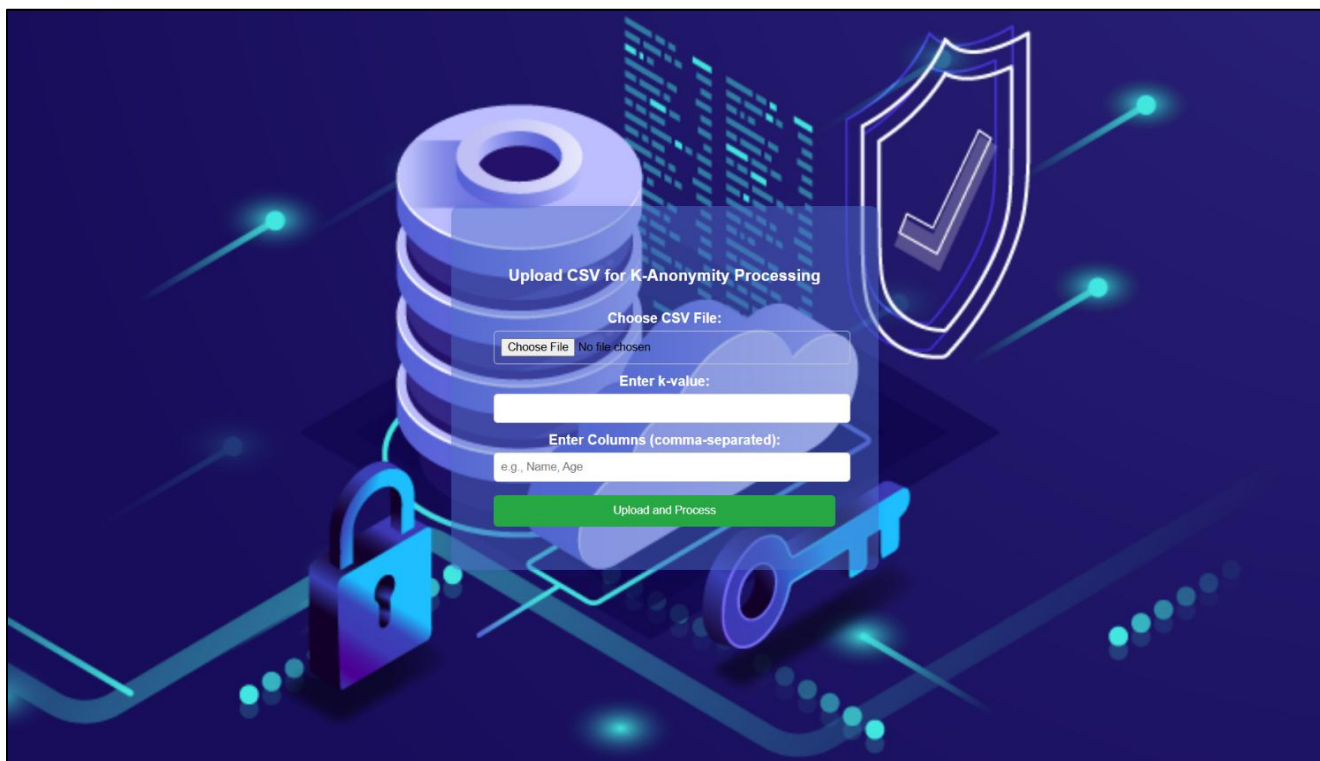 Upload CSV for K-Anonymity Processing
Choose CSV File:
Choose File No file chosen
Enter k-value:
Enter Columns (comma-separated):
e.g., Name, Age
Upload and Process